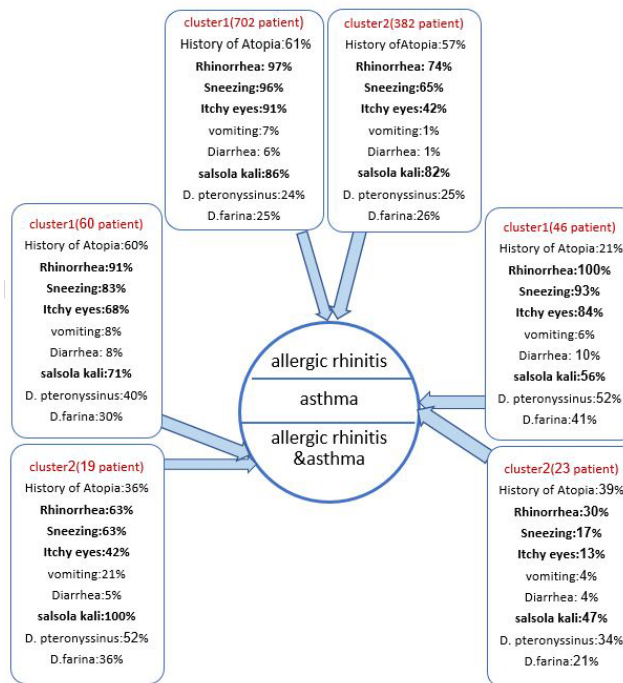 cluster1(702 patient)
History of Atopia:61%
Rhinorrhea: 97%
Sneezing:96%
Itchy eyes:91%
vomiting:7%
Diarrhea: 6%
salsola kali:86%
D. pteronyssinus:24%
D.farina:25%
cluster2(382 patient)
History ofAtopia:57%
Rhinorrhea: 74%
Sneezing:65%
Itchy eyes:42%
vomiting:1%
Diarrhea: 1%
salsola kali:82%
D. pteronyssinus:25%
D.farina:26%
cluster1(60 patient)
History of Atopia:60%
Rhinorrhea:91%
Sneezing:83%
Itchy eyes:68%
vomiting:8%
Diarrhea: 8%
salsola kali:71%
D. pteronyssinus:40%
D.farina:30%
cluster1(46 patient)
History of Atopia:21%
Rhinorrhea:100%
Sneezing:93%
Itchy eyes:84%
vomiting:6%
Diarrhea: 10%
salsola kali:56%
D. pteronyssinus:52%
D.farina:41%
allergic rhinitis
asthma
allergic rhinitis
&asthma
cluster2(19 patient)
History of Atopia:36%
Rhinorrhea:63%
Sneezing:63%
Itchy eyes:42%
vomiting:21%
Diarrhea:5%
salsola kali:100%
D. pteronyssinus:52%
D.farina:36%
cluster2(23 patient)
History of Atopia:39%
Rhinorrhea:30%
Sneezing:17%
Itchy eyes:13%
vomiting:4%
Diarrhea: 4%
salsola kali:47%
D. pteronyssinus:34%
D.farina:21%